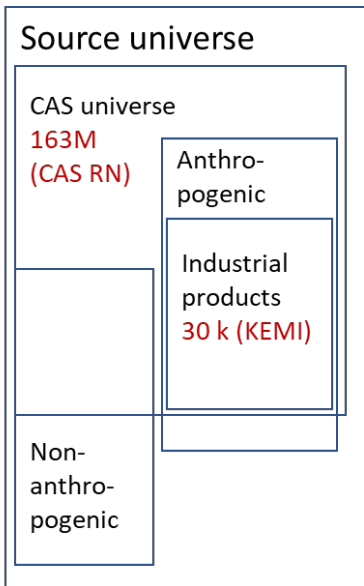 Source universe
CAS universe
163M
(CAS RN)
Anthro-
pogenic
Industrial
products
30 k (KEMI)
Non-
anthro-
pogenic